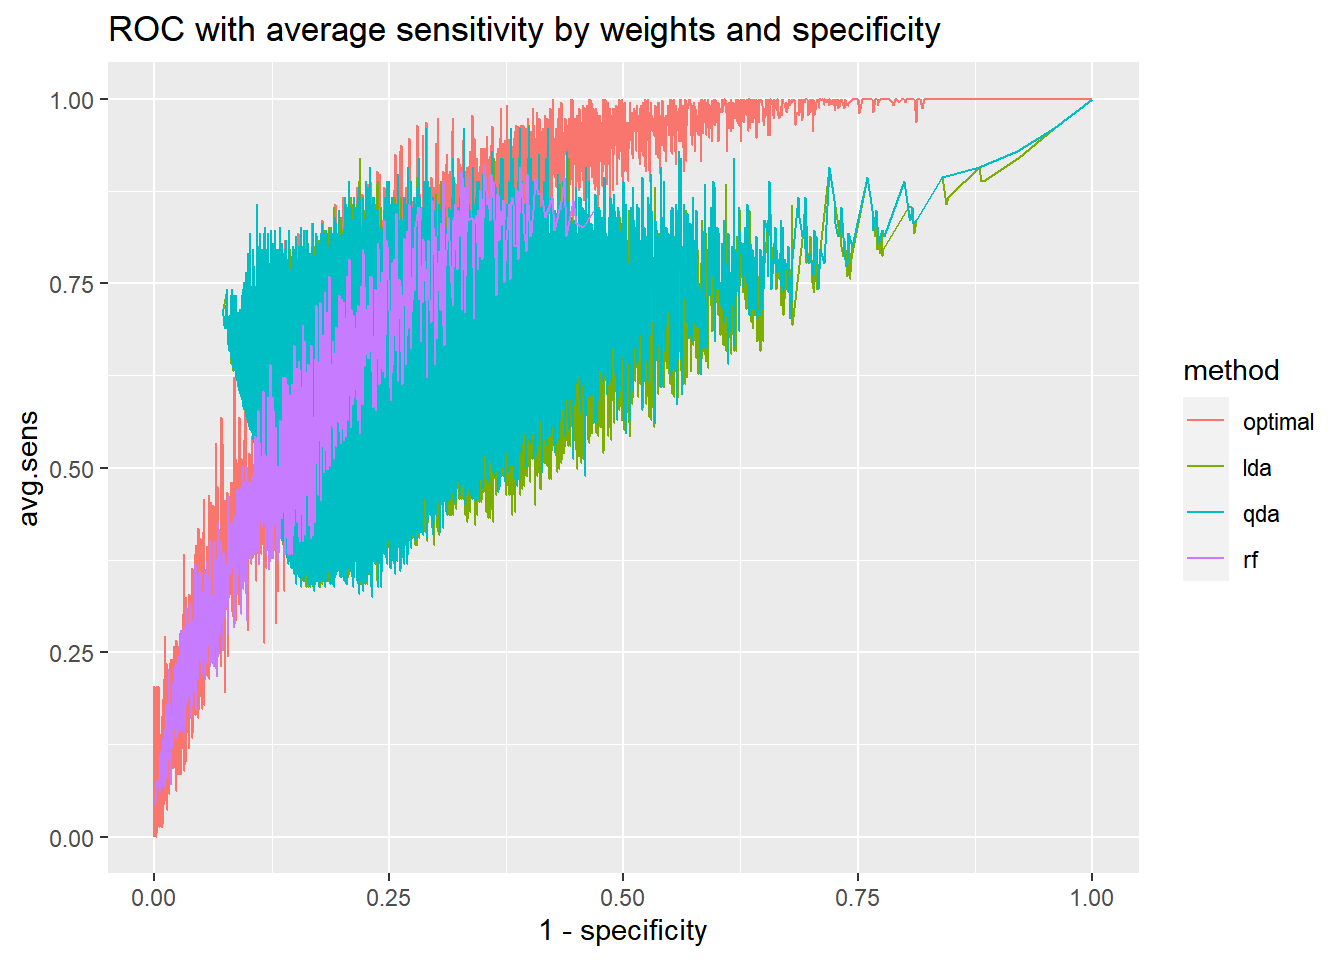 ROC with average sensitivity by weights and specificity
1.00
0.75
0.50
0.25
0.00
avg.sens
0.00 0.25 0.50 0.75 1.00
1 - specificity
method
optimal
lda
qda
rf